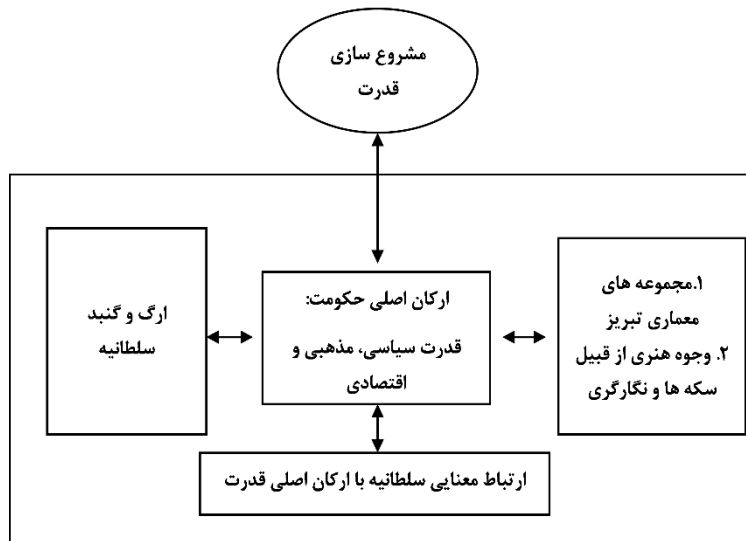 مشروع سازی
قدرت
۱.مجموعه های
معماری تبریز
۲. وجوه هنری از قبیل
سکه ها و نگارگری
ارکان اصلی حکومت:
قدرت سیاسی، مذهبی و
اقتصادی
ارگ و گنبد
سلطانیه
ارتباط معنایی سلطانیه با ارکان اصلی قدرت